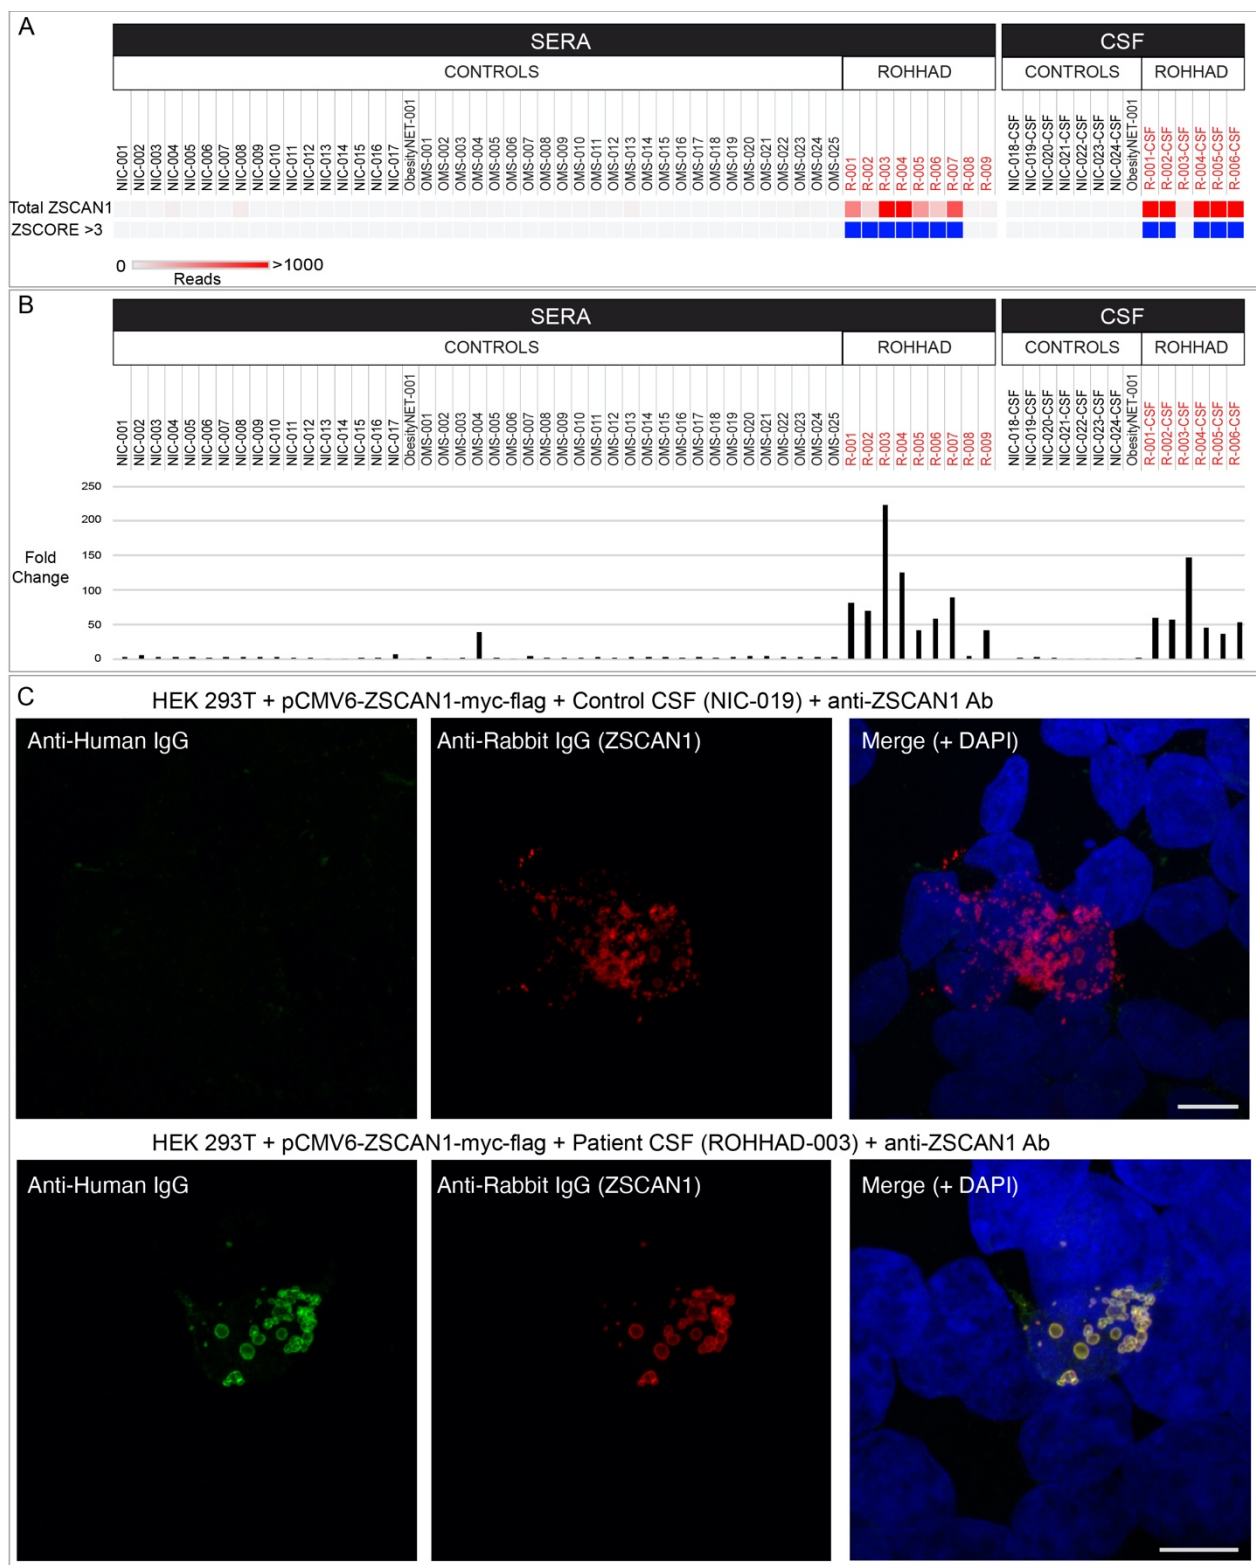 A
SERA CSF
CONTROLS ROHHAD CONTROLS ROHHAD
NIC-001
NIC-002
NIC-003
NIC-004
NIC-005
NIC-006
NIC-007
NIC-008
NIC-009
NIC-010
NIC-011
NIC-012
NIC-013
NIC-014
NIC-015
NIC-016
NIC-017
ObesityNET-001
OMS-001
OMS-002
OMS-003
OMS-004
OMS-005
OMS-006
OMS-007
OMS-008
OMS-009
OMS-010
OMS-011
OMS-012
OMS-013
OMS-014
OMS-015
OMS-016
OMS-017
OMS-018
OMS-019
OMS-020
OMS-021
OMS-022
OMS-023
OMS-024
OMS-025
R-001
R-002
R-003
R-004
R-005
R-006
R-007
R-008
R-009
NIC-018-CSF
NIC-019-CSF
NIC-020-CSF
NIC-021-CSF
NIC-022-CSF
NIC-023-CSF
NIC-024-CSF
ObesityNET-001
R-001-CSF
R-002-CSF
R-003-CSF
R-004-CSF
R-005-CSF
R-006-CSF
Total ZSCAN1
ZSCORE >3
0 >1000
Reads
B
SERA CSF
CONTROLS ROHHAD CONTROLS ROHHAD
NIC-001
NIC-002
NIC-003
NIC-004
NIC-005
NIC-006
NIC-007
NIC-008
NIC-009
NIC-010
NIC-011
NIC-012
NIC-013
NIC-014
NIC-015
NIC-016
NIC-017
ObesityNET-001
OMS-001
OMS-002
OMS-003
OMS-004
OMS-005
OMS-006
OMS-007
OMS-008
OMS-009
OMS-010
OMS-011
OMS-012
OMS-013
OMS-014
OMS-015
OMS-016
OMS-017
OMS-018
OMS-019
OMS-020
OMS-021
OMS-022
OMS-023
OMS-024
OMS-025
R-001
R-002
R-003
R-004
R-005
R-006
R-007
R-008
R-009
NIC-018-CSF
NIC-019-CSF
NIC-020-CSF
NIC-021-CSF
NIC-022-CSF
NIC-023-CSF
NIC-024-CSF
ObesityNET-001
R-001-CSF
R-002-CSF
R-003-CSF
R-004-CSF
R-005-CSF
R-006-CSF
250
200
150
100
50
0
Fold
Change
C
HEK 293T + pCMV6-ZSCAN1-myc-flag + Control CSF (NIC-019) + anti-ZSCAN1 Ab
Anti-Human IgG Anti-Rabbit IgG (ZSCAN1) Merge (+ DAPI)
HEK 293T + pCMV6-ZSCAN1-myc-flag + Patient CSF (ROHHAD-003) + anti-ZSCAN1 Ab
Anti-Human IgG Anti-Rabbit IgG (ZSCAN1) Merge (+ DAPI)